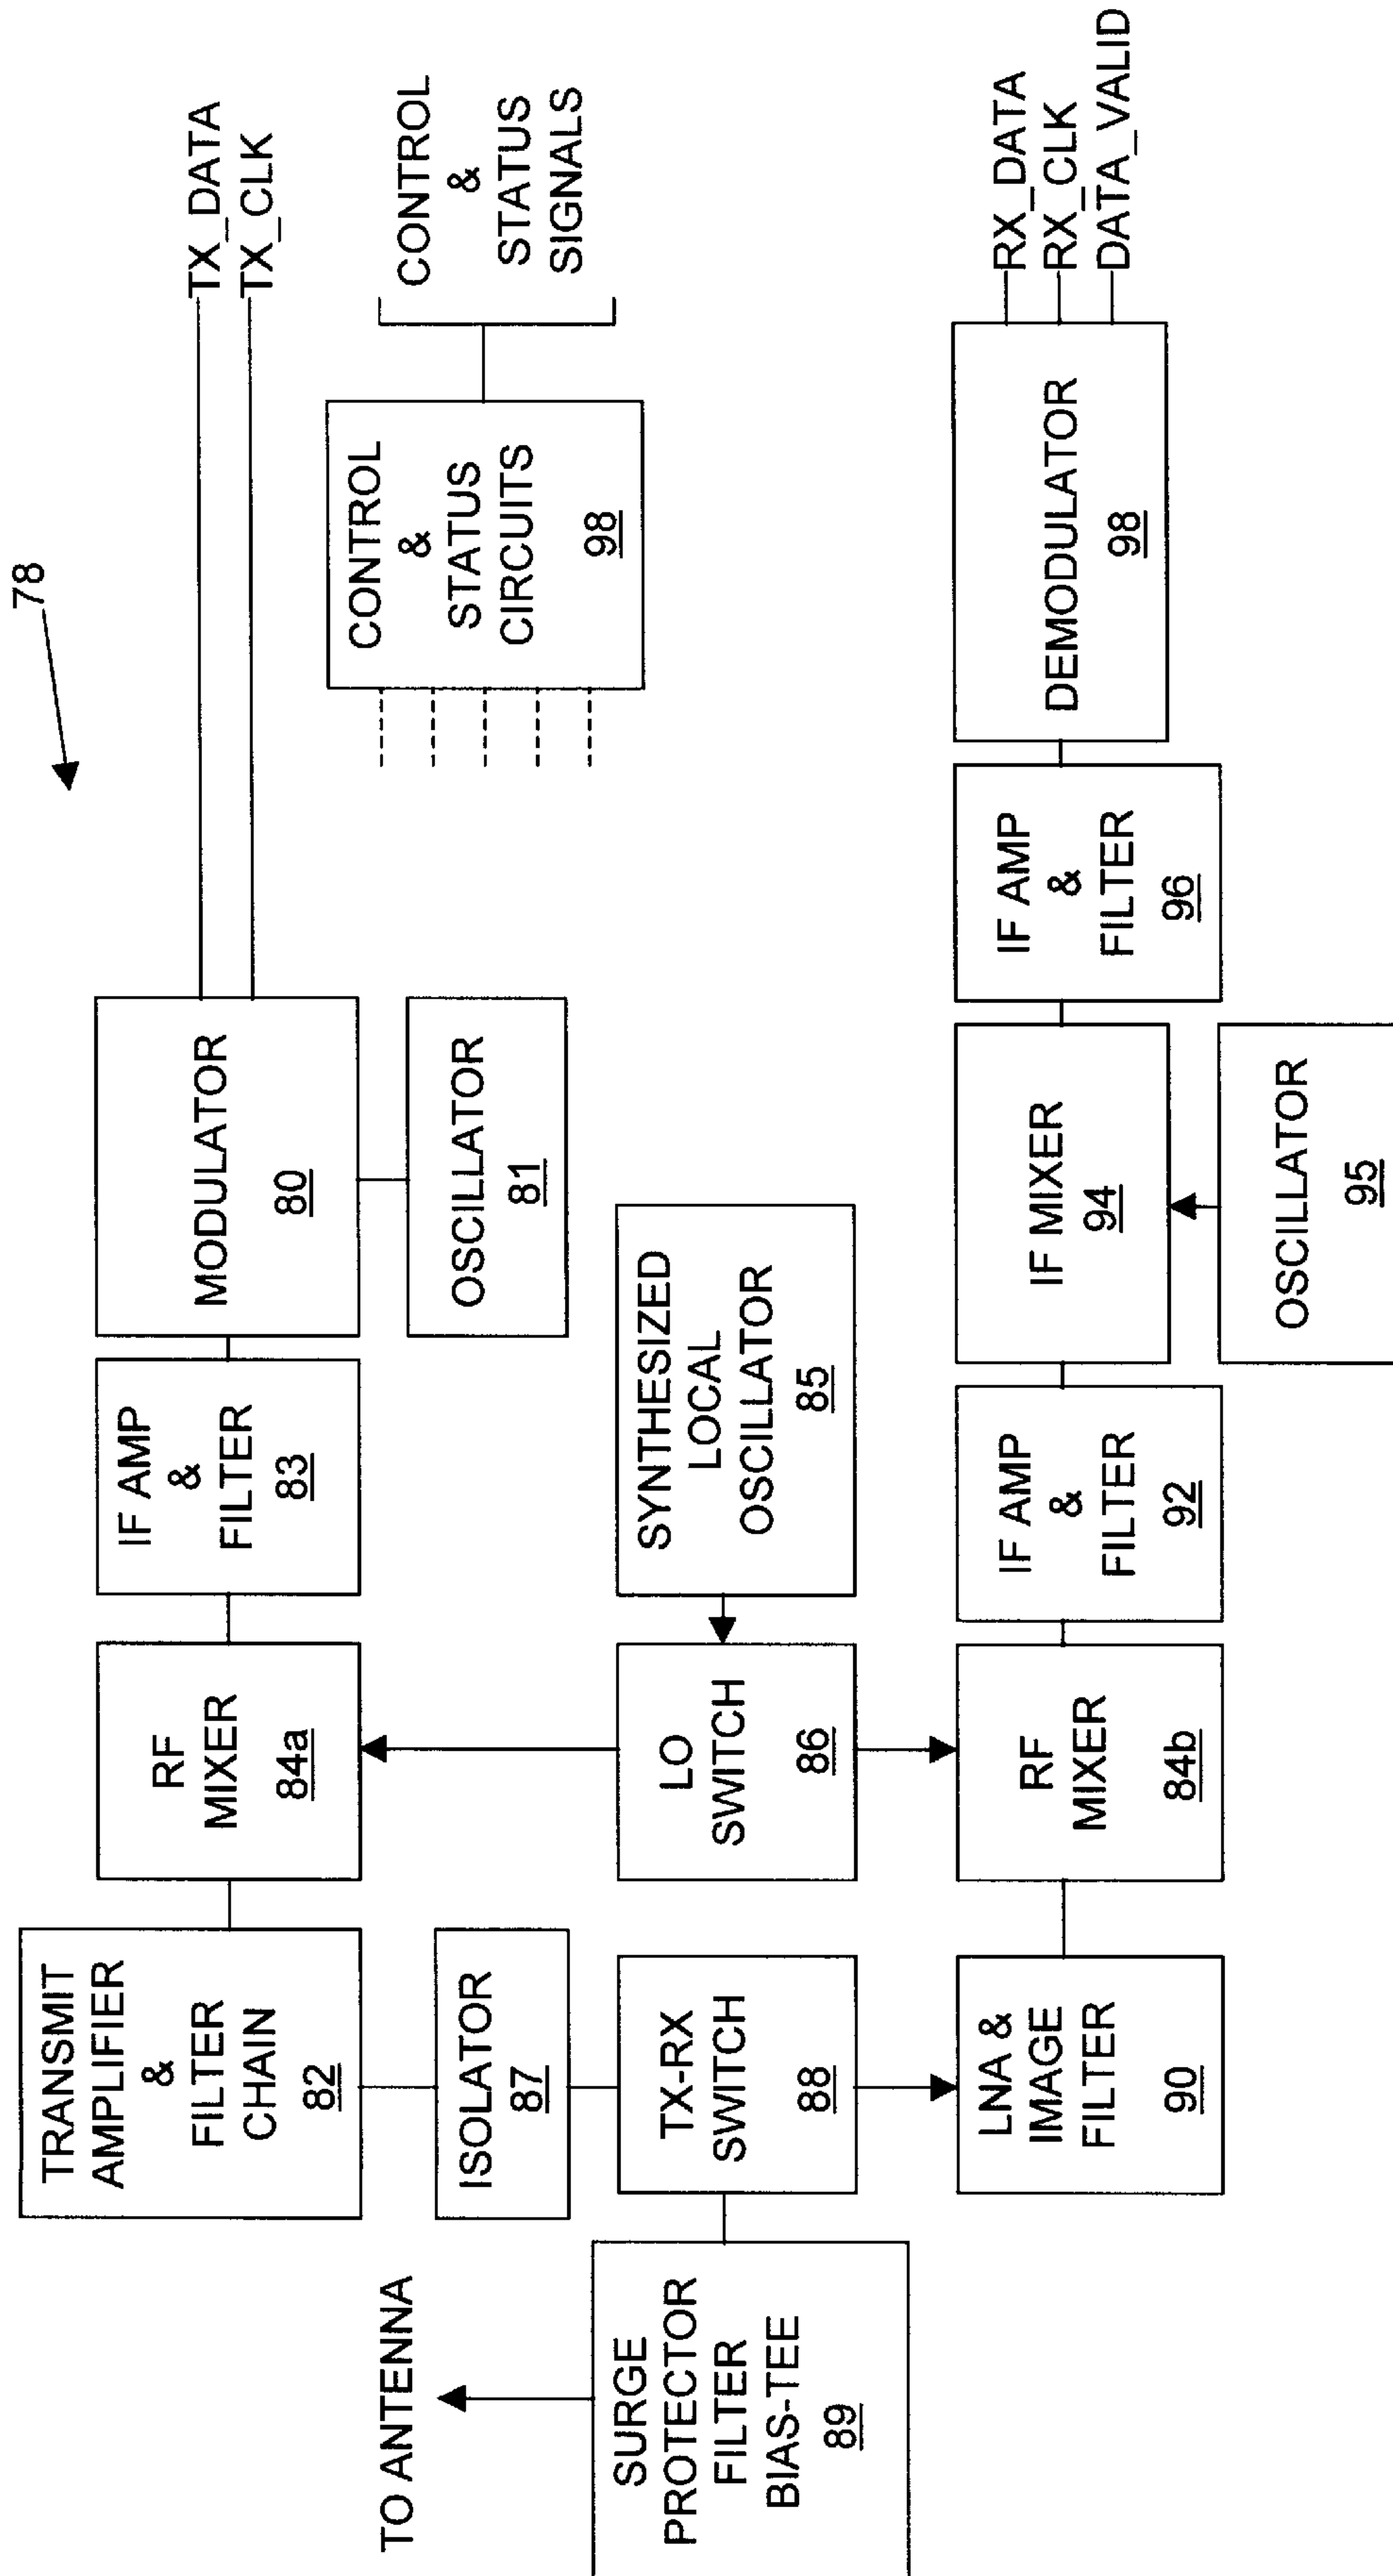 78
TRANSMIT
AMPLIFIER
&
FILTER
CHAIN
82
RF
MIXER
84a
IF AMP
&
FILTER
83
MODULATOR
80
TX_DATA
TX_CLK
TO ANTENNA
ISOLATOR
87
OSCILLATOR
81
CONTROL
&
STATUS
CIRCUITS
98
CONTROL
&
STATUS
SIGNALS
SURGE
PROTECTOR
FILTER
BIAS-TEE
89
TX-RX
SWITCH
88
LO
SWITCH
86
SYNTHESIZED
LOCAL
OSCILLATOR
85
LNA &
IMAGE
FILTER
90
RF
MIXER
84b
IF AMP
&
FILTER
92
IF MIXER
94
IF AMP
&
FILTER
96
DEMODULATOR
98
RX_DATA
RX_CLK
DATA_VALID
OSCILLATOR
95